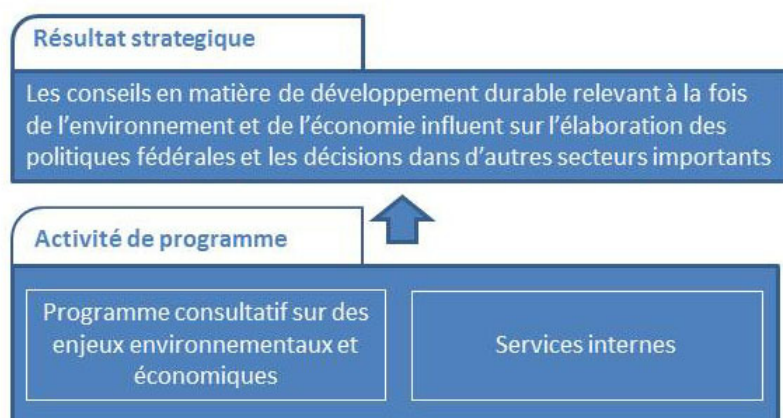 Résultat strategique
Les conseils en matière de développement durable relevant à la fois
de l'environnement et de l'économie influent sur l'élaboration des
politiques fédérales et les décisions dans d'autres secteurs importants
Activité de programme
Programme consultatif sur des
enjeux environnementaux et
économiques
Services internes